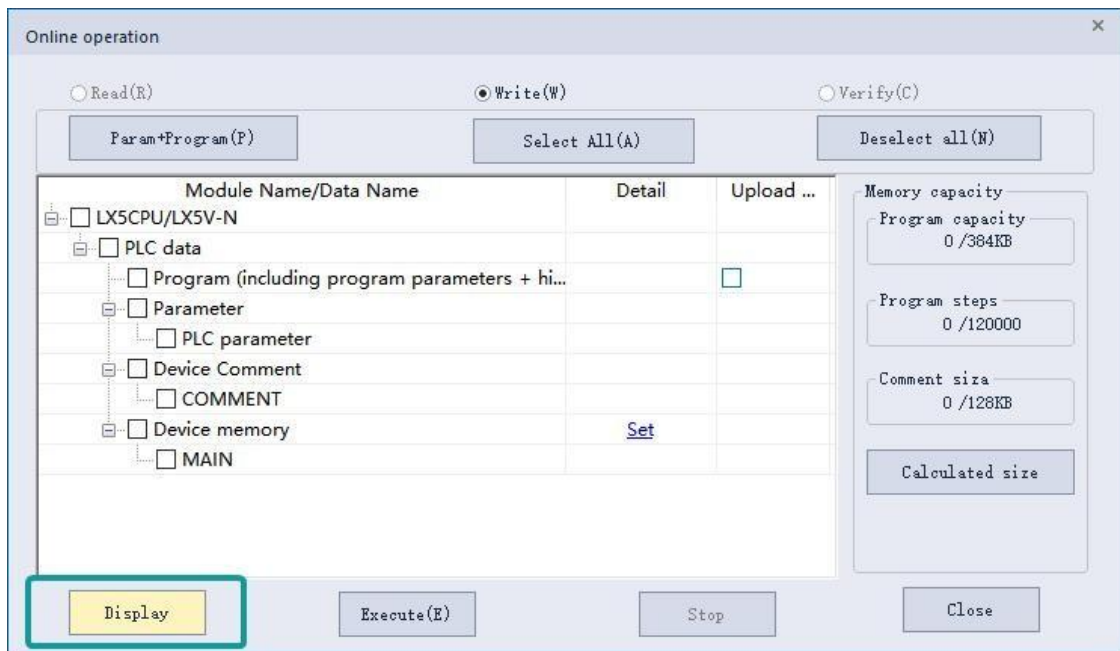 Online operation
Read(R) Write(W) Verify(C)
Param+Program(P) Select All(A) Deselect all(N)
Module Name/Data Name Detail Upload ...
LX5CPU/LX5V-N
PLC data
Program (including program parameters + hi...
Parameter
PLC parameter
Device Comment
COMMENT
Device memory Set
MAIN
Memory capacity
Program capacity
0 /384KB
Program steps
0 /120000
Comment siza
0 /128KB
Calculated size
Display Execute(E) Stop Close